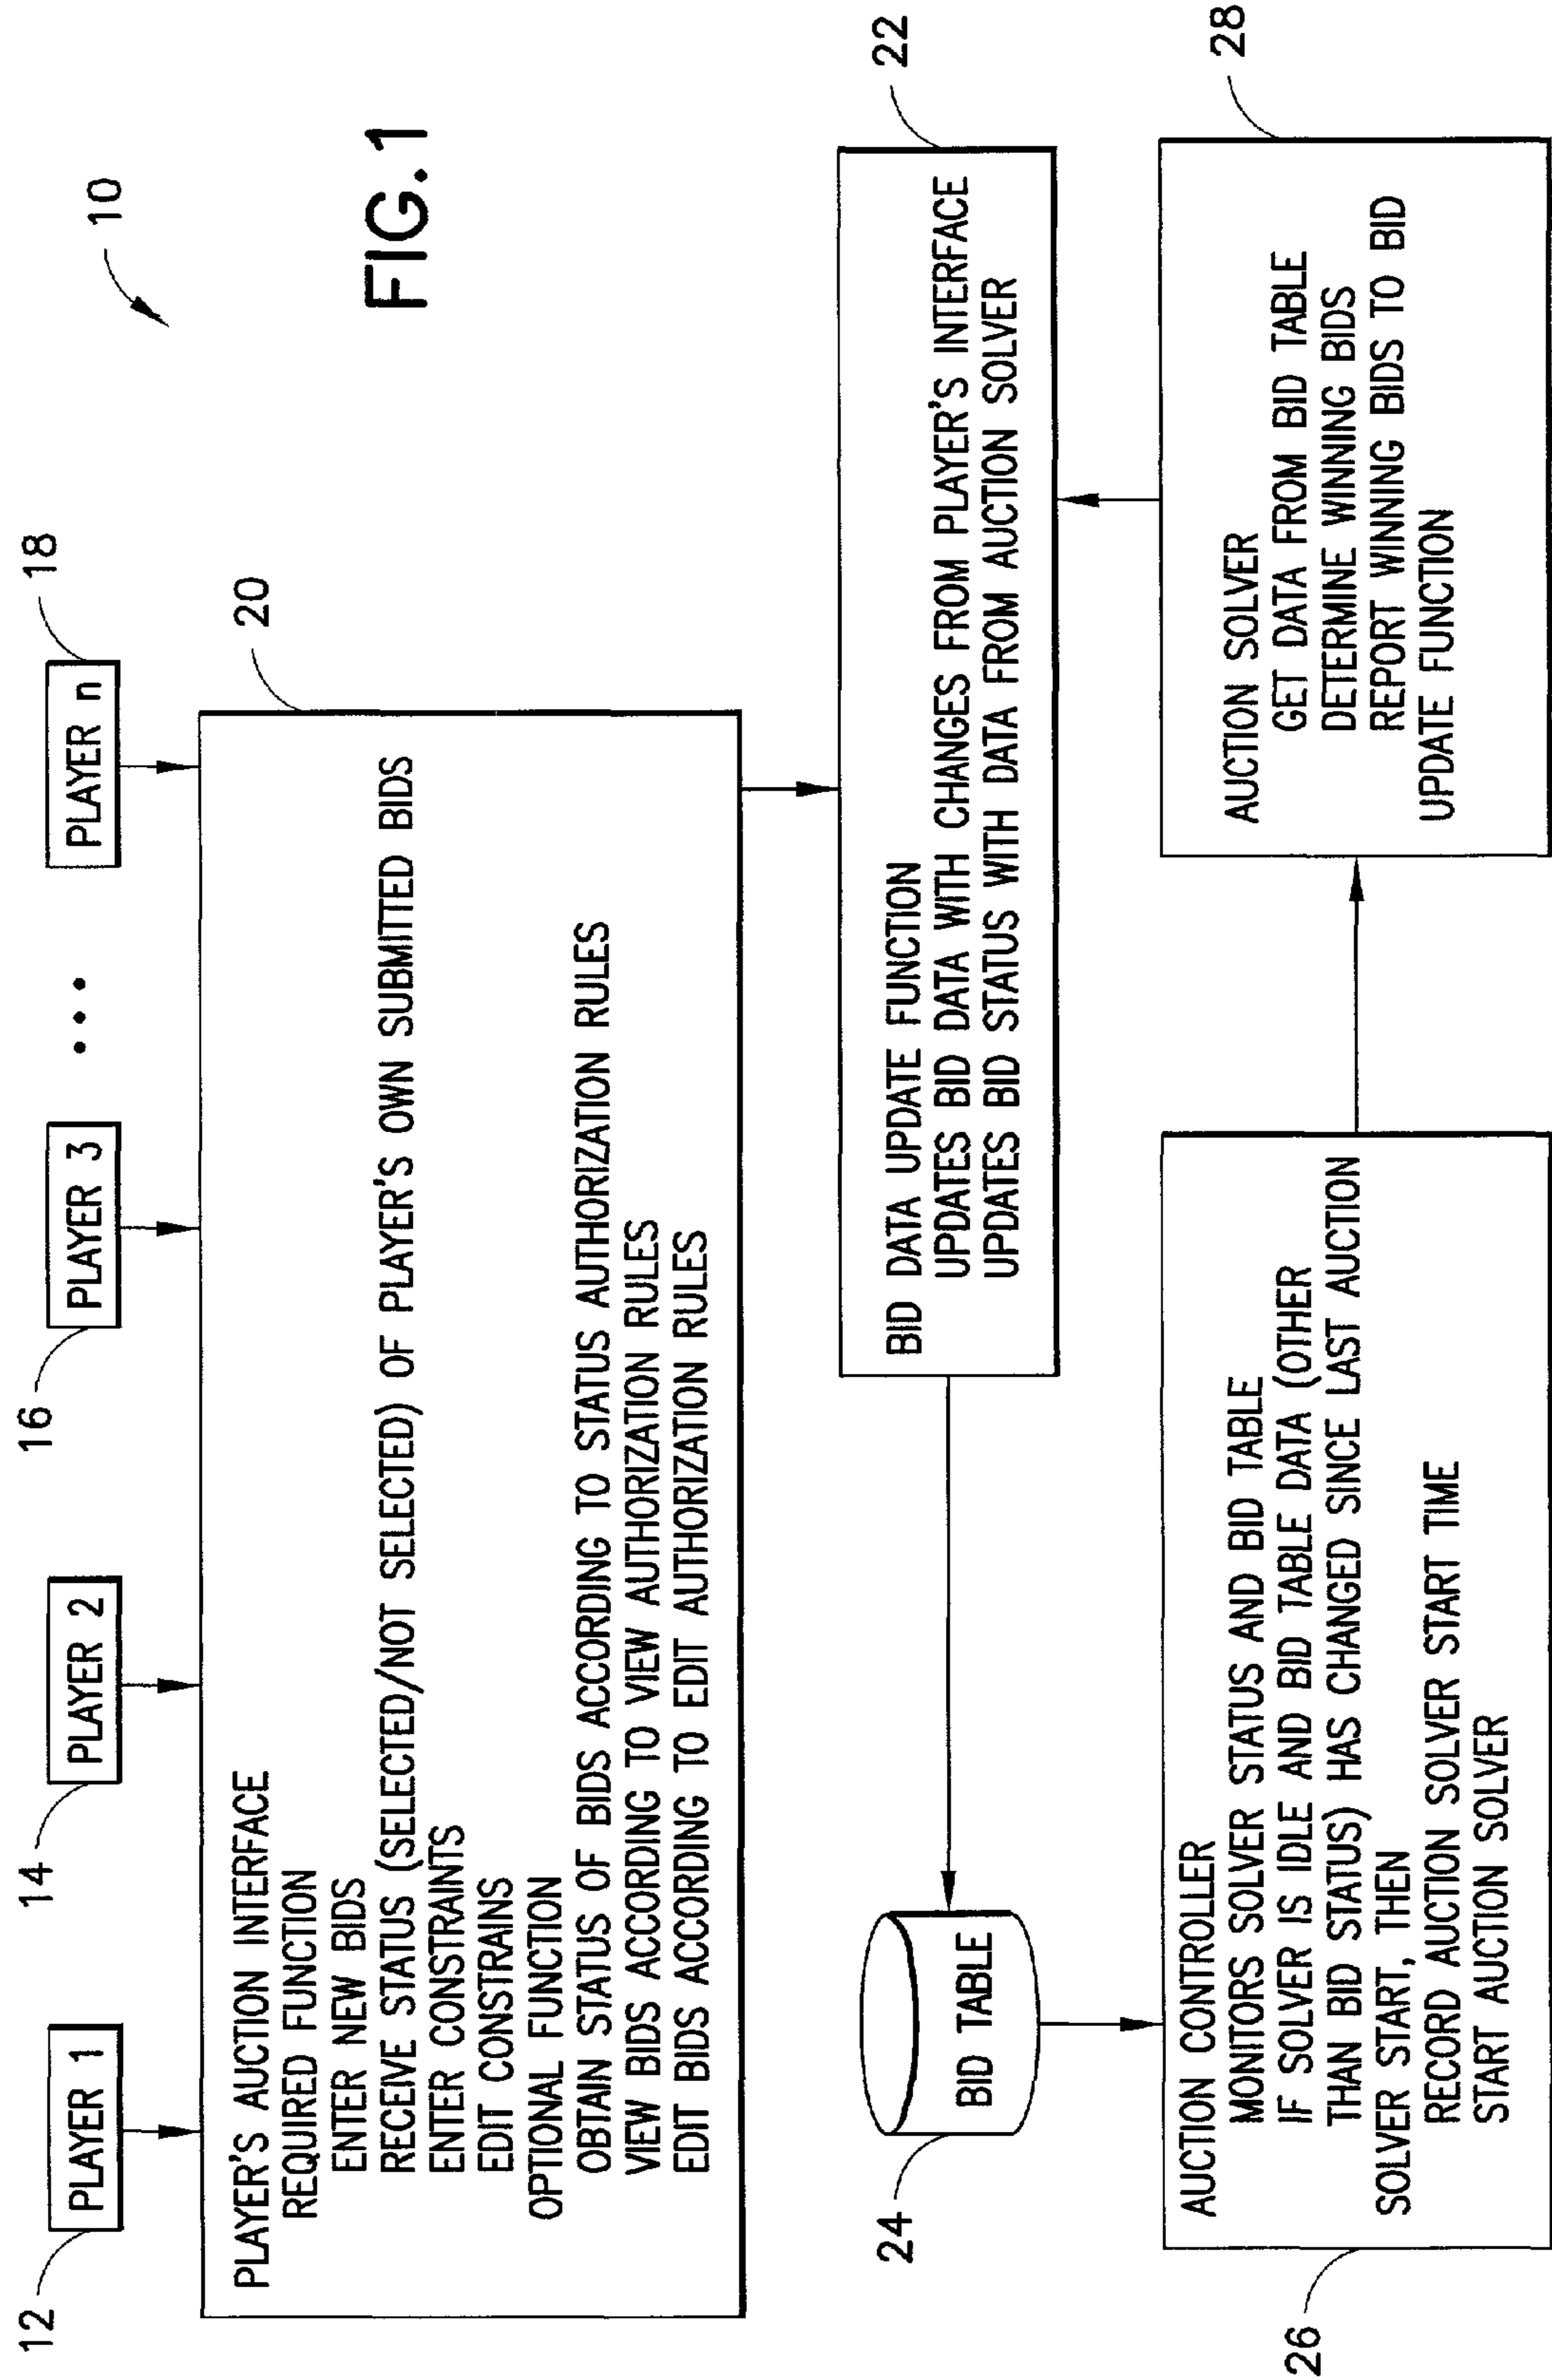 10
FIG.1
12
PLAYER 1
14
PLAYER 2
16
PLAYER 3
• • •
PLAYER n
18
20
PLAYER'S AUCTION INTERFACE
REQUIRED FUNCTION
ENTER NEW BIDS
RECEIVE STATUS (SELECTED/NOT SELECTED) OF PLAYER'S OWN SUBMITTED BIDS
ENTER CONSTRAINTS
EDIT CONSTRAINS
OPTIONAL FUNCTION
OBTAIN STATUS OF BIDS ACCORDING TO STATUS AUTHORIZATION RULES
VIEW BIDS ACCORDING TO VIEW AUTHORIZATION RULES
EDIT BIDS ACCORDING TO EDIT AUTHORIZATION RULES
22
BID DATA UPDATE FUNCTION
UPDATES BID DATA WITH CHANGES FROM PLAYER'S INTERFACE
UPDATES BID STATUS WITH DATA FROM AUCTION SOLVER
24
BID TABLE
26
AUCTION CONTROLLER
MONITORS SOLVER STATUS AND BID TABLE
IF SOLVER IS IDLE AND BID TABLE DATA (OTHER
THAN BID STATUS) HAS CHANGED SINCE LAST AUCTION
SOLVER START, THEN
RECORD AUCTION SOLVER START TIME
START AUCTION SOLVER
28
AUCTION SOLVER
GET DATA FROM BID TABLE
DETERMINE WINNING BIDS
REPORT WINNING BIDS TO BID
UPDATE FUNCTION